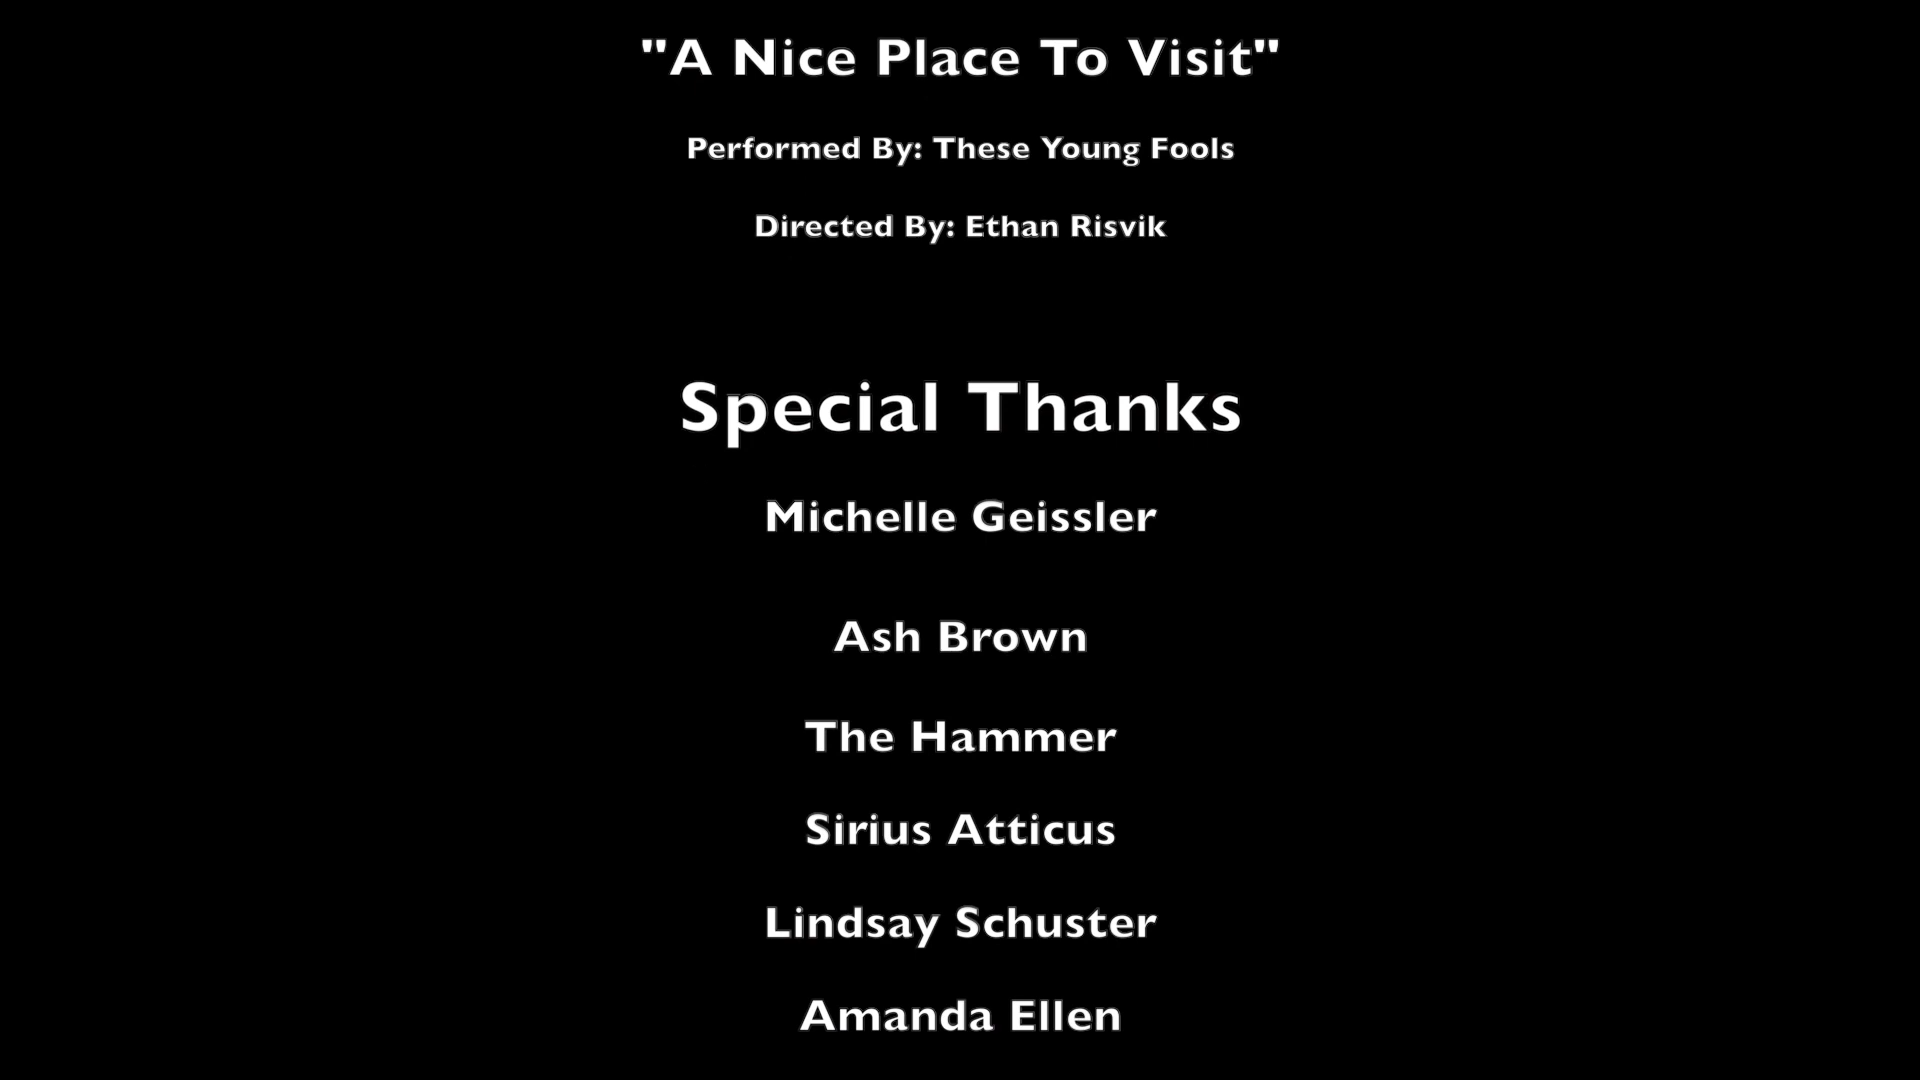 "A Nice Place To Visit"
Performed By: These Young Fools
Directed By: Ethan Risvik
Special Thanks
Michelle Geissler
Ash Brown
The Hammer
Sirius Atticus
Lindsay Schuster
Amanda Ellen